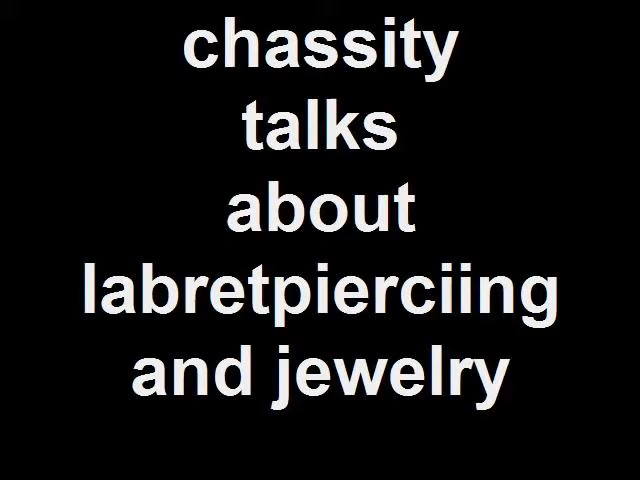 chassity
talks
about
labretpierciing
and jewelry